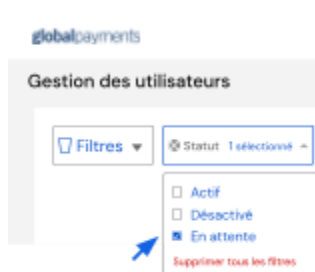 globalpayments
Gestion des utilisateurs
Filtres
Statut 1 sélectionné
Actif
Désactivé
En attente
Supprimer tous les filtres